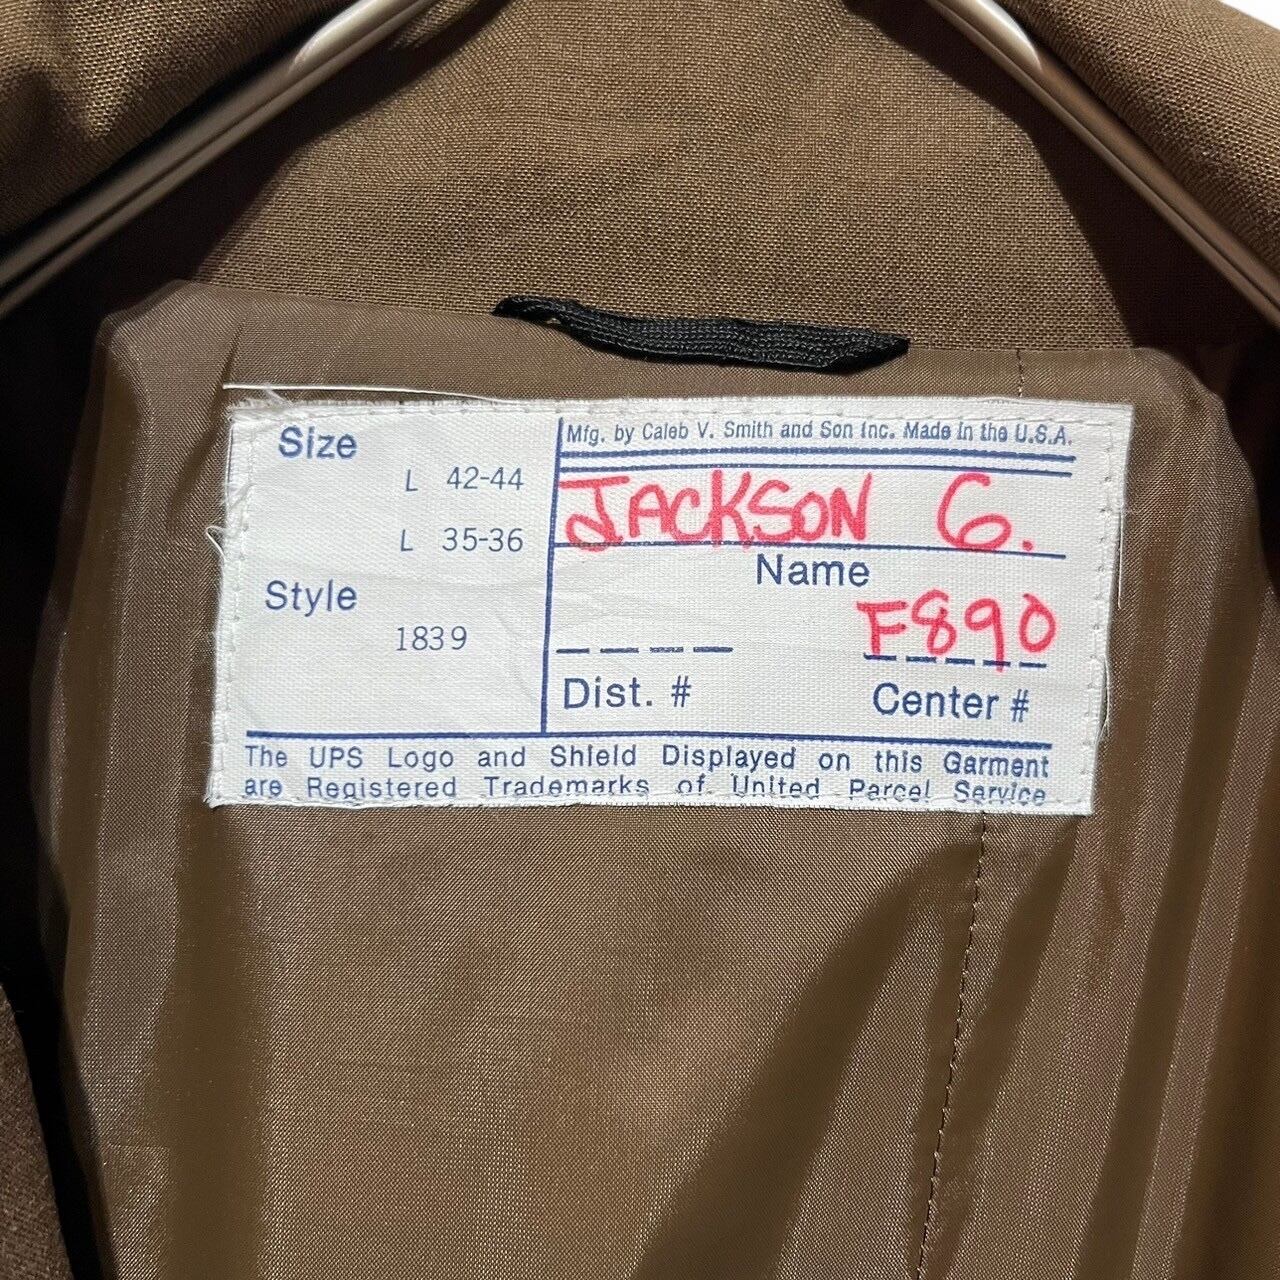 Size
L 42-44
L 35-36
Style
1839
Mfg. by Caleb V. Smith and Son Inc. Made in the U.S.A.
JACKSON G.
Name
F890
Dist. #
Center #
The UPS Logo and Shield Displayed on this Garment
are Registered Trademarks of United Parcel Service